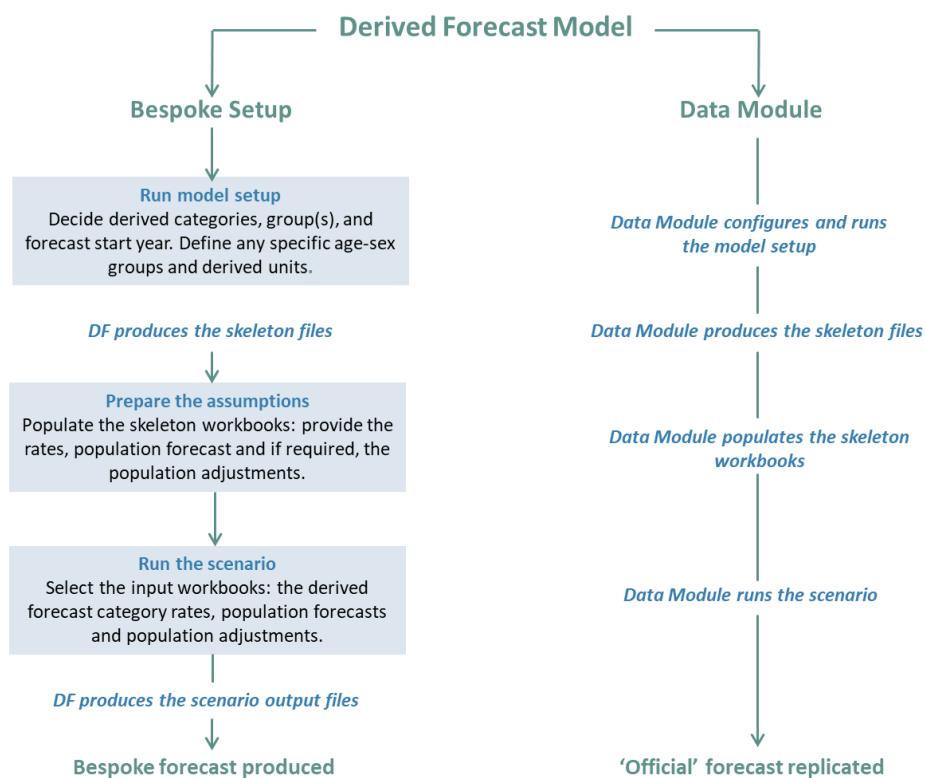 Derived Forecast Model
Bespoke Setup
Run model setup
Decide derived categories, group(s), and
forecast start year. Define any specific age-sex
groups and derived units.
DF produces the skeleton files
Prepare the assumptions
Populate the skeleton workbooks: provide the
rates, population forecast and if required, the
population adjustments.
Run the scenario
Select the input workbooks: the derived
forecast category rates, population forecasts
and population adjustments.
DF produces the scenario output files
Bespoke forecast produced
Data Module
Data Module configures and runs
the model setup
Data Module produces the skeleton files
Data Module populates the skeleton
workbooks
Data Module runs the scenario
‘Official’ forecast replicated